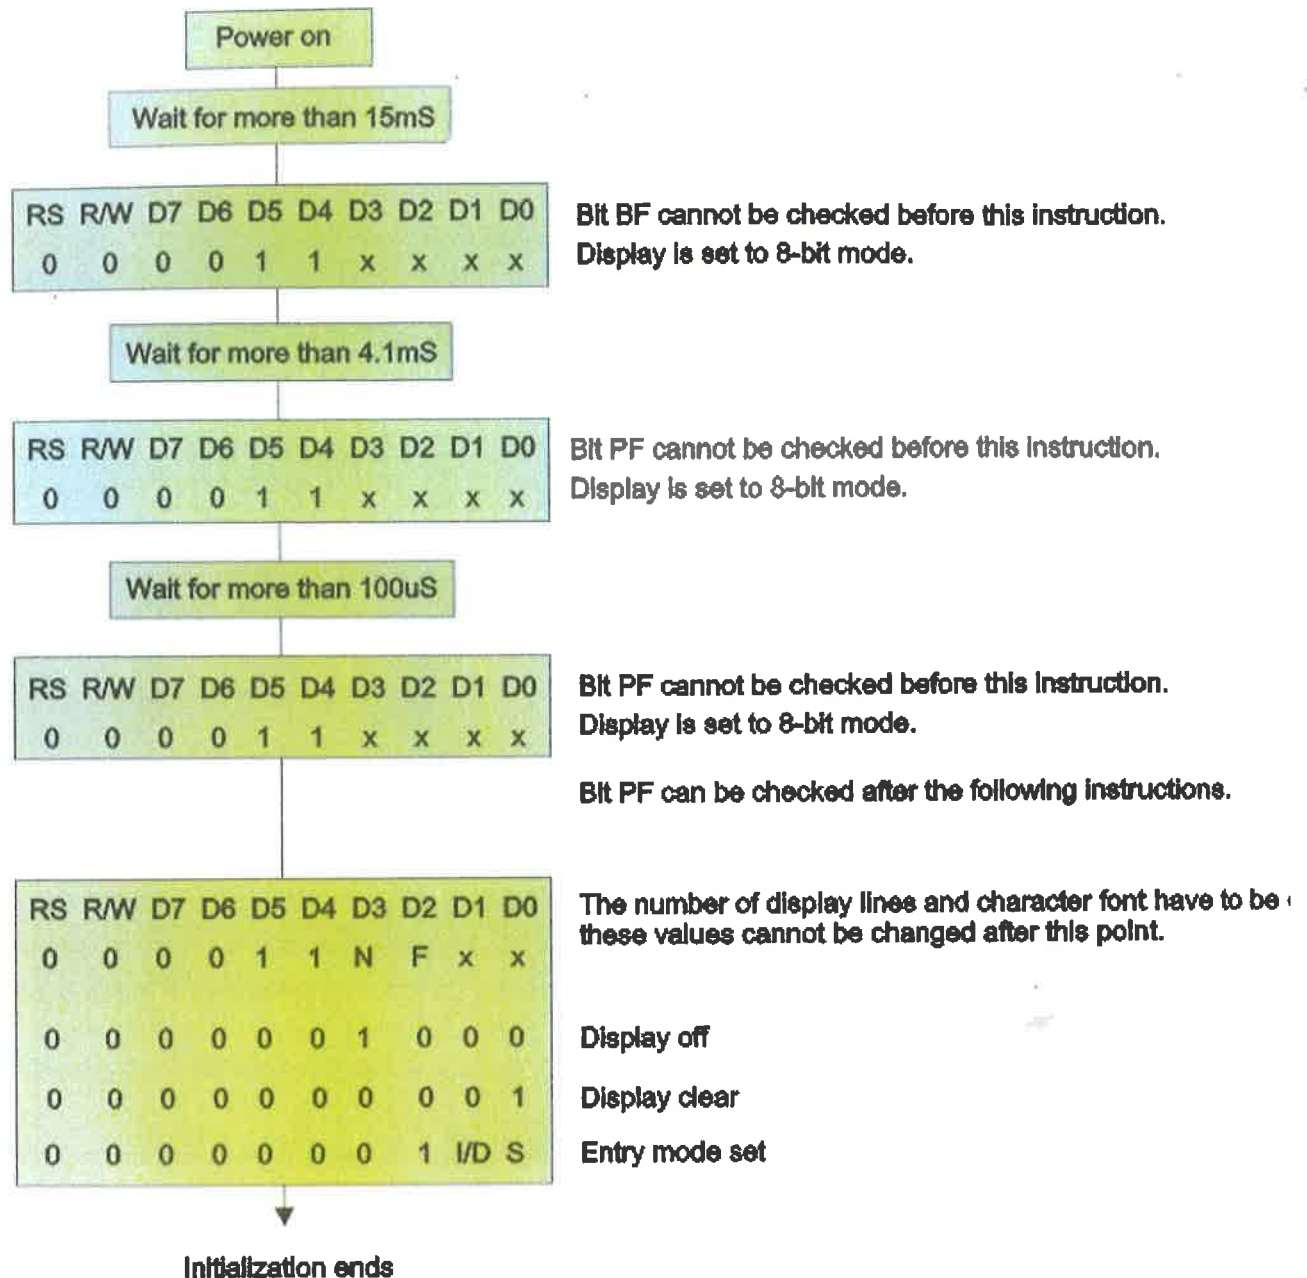 Power on
Wait for more than 15mS
RS R/W D7 D6 D5 D4 D3 D2 D1 D0
0 0 0 0 1 1 x x x x
Bit BF cannot be checked before this instruction.
Display is set to 8-bit mode.
Wait for more than 4.1mS
RS R/W D7 D6 D5 D4 D3 D2 D1 D0
0 0 0 0 1 1 x x x x
Bit PF cannot be checked before this instruction.
Display is set to 8-bit mode.
Wait for more than 100uS
RS R/W D7 D6 D5 D4 D3 D2 D1 D0
0 0 0 0 1 1 x x x x
Bit PF cannot be checked before this instruction.
Display is set to 8-bit mode.
Bit PF can be checked after the following instructions.
RS R/W D7 D6 D5 D4 D3 D2 D1 D0
0 0 0 0 1 1 N F x x
The number of display lines and character font have to be
these values cannot be changed after this point.
0 0 0 0 0 0 1 0 0 0
Display off
0 0 0 0 0 0 0 0 0 1
Display clear
0 0 0 0 0 0 0 1 I/D S
Entry mode set
Initialization ends